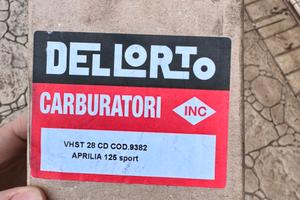 DELLORTO
CARBURATORI INC
VHST 28 CD COD.9382
APRILIA 125 sport